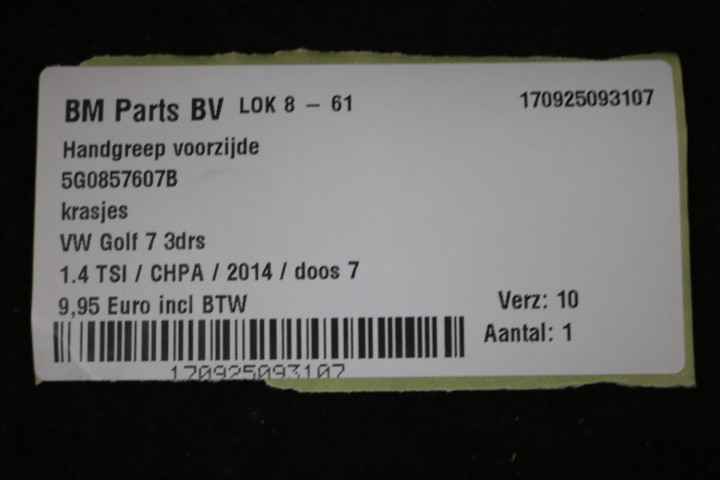 BM Parts BV LOK 8 - 61 170925093107
Handgreep voorzijde
5G0857607B
krasjes
VW Golf 7 3drs
1.4 TSI / CHPA / 2014 / doos 7
9,95 Euro incl BTW Verz: 10
Aantal: 1
170925093107